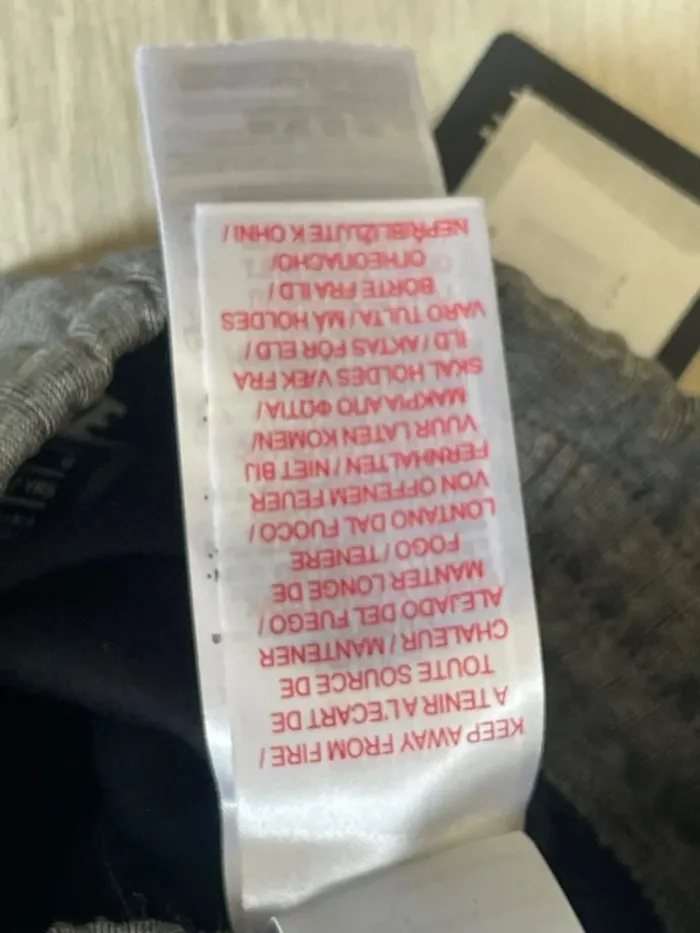 KEEP AWAY FROM FIRE /
A TENIR A L'ECART DE
TOUTE SOURCE DE
CHALEUR / MANTENER
ALEJADO DEL FUEGO /
MANTER LONGE DE
FOGO / TENERE
LONTANO DAL FUOCO /
VON OFFENEM FEUER
FERNHALTEN / NIET BIJ
VUUR LATEN KOMEN/
ΜΑΚΡΙΑ ΑΠΟ ΦΩΤΙΑ /
SKAL HOLDES VÆK FRA
ILD / AKTAS FÖR ELD /
VARO TULTA / MÅ HOLDES
BORTE FRA ILD /
ОГНЕОПАСНО/
NEPŘIBLIŽUJTE K OHNI /